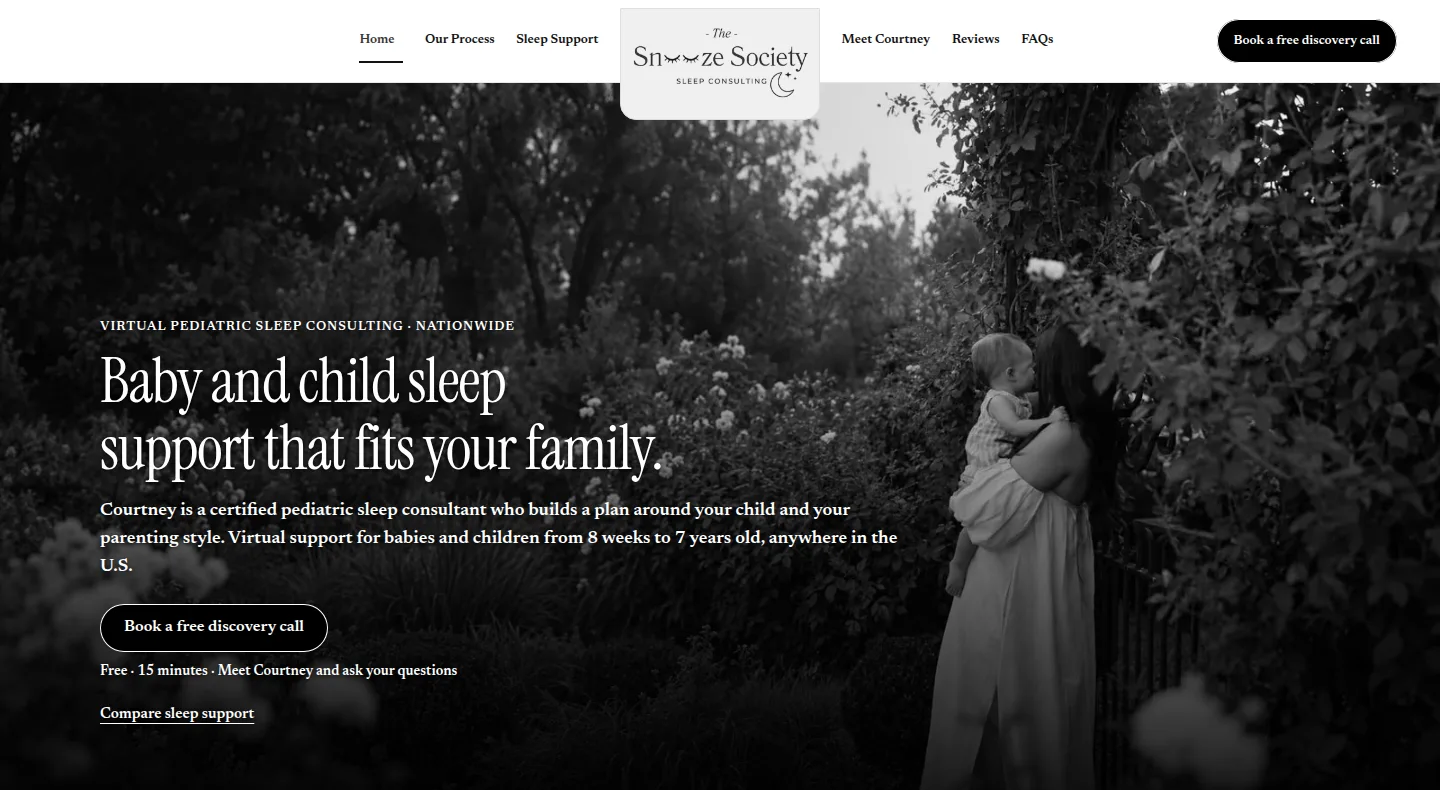 Home
Our Process
Sleep Support
- The -
Snooze Society
SLEEP CONSULTING
Meet Courtney
Reviews
FAQs
Book a free discovery call
VIRTUAL PEDIATRIC SLEEP CONSULTING · NATIONWIDE
Baby and child sleep
support that fits your family.
Courtney is a certified pediatric sleep consultant who builds a plan around your child and your
parenting style. Virtual support for babies and children from 8 weeks to 7 years old, anywhere in the
U.S.
Book a free discovery call
Free · 15 minutes · Meet Courtney and ask your questions
Compare sleep support